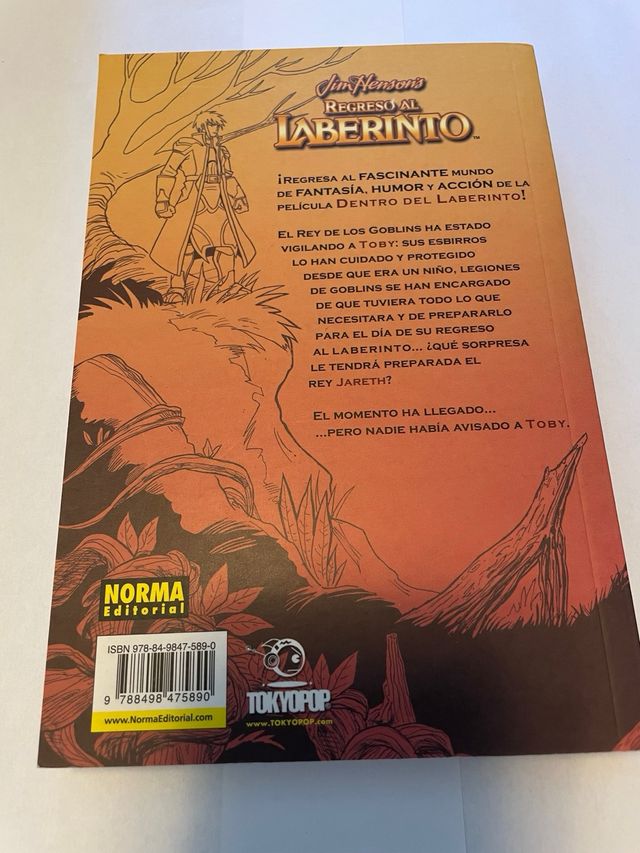 Jim Henson's
REGRESO AL
LABERINTO™
¡REGRESA AL FASCINANTE MUNDO
DE FANTASÍA, HUMOR Y ACCIÓN DE LA
PELÍCULA DENTRO DEL LABERINTO!
EL REY DE LOS GOBLINS HA ESTADO
VIGILANDO A TOBY: SUS ESBIRROS
LO HAN CUIDADO Y PROTEGIDO
DESDE QUE ERA UN NIÑO, LEGIONES
DE GOBLINS SE HAN ENCARGADO
DE QUE TUVIERA TODO LO QUE
NECESITARA Y DE PREPARARLO
PARA EL DÍA DE SU REGRESO
AL LABERINTO... ¿QUÉ SORPRESA
LE TENDRÁ PREPARADA EL
REY JARETH?
EL MOMENTO HA LLEGADO...
...PERO NADIE HABÍA AVISADO A TOBY.
NORMA
Editorial
ISBN 978-84-9847-589-0
9 788498 475890
www.NormaEditorial.com
TOKYOPOP
www.TOKYOPOP.com